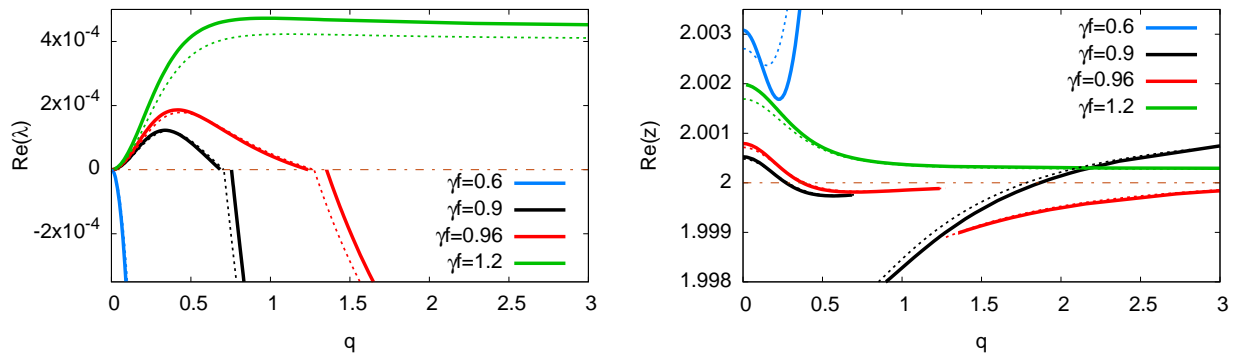 4x10⁻⁴
2x10⁻⁴
0
-2x10⁻⁴
Re(λ)
0 0.5 1 1.5 2 2.5 3
q
γf=0.6
γf=0.9
γf=0.96
γf=1.2
2.003
2.002
2.001
2
1.999
1.998
Re(z)
0 0.5 1 1.5 2 2.5 3
q
γf=0.6
γf=0.9
γf=0.96
γf=1.2